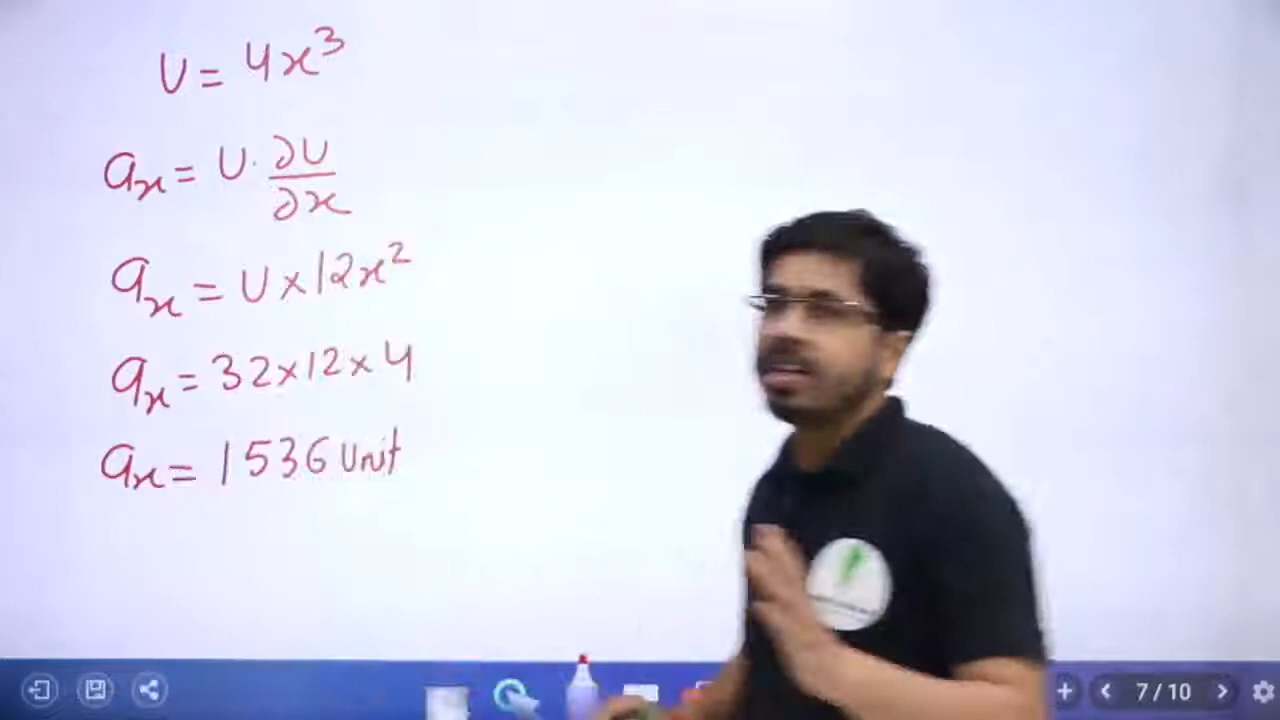 U = 4x³
aₓ = U · ∂U/∂x
aₓ = U × 12x²
aₓ = 32 × 12 × 4
aₓ = 1536 Unit
7 / 10